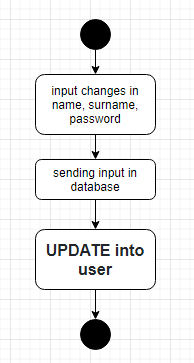 input changes in
name, surname,
password
sending input in
database
UPDATE into
user